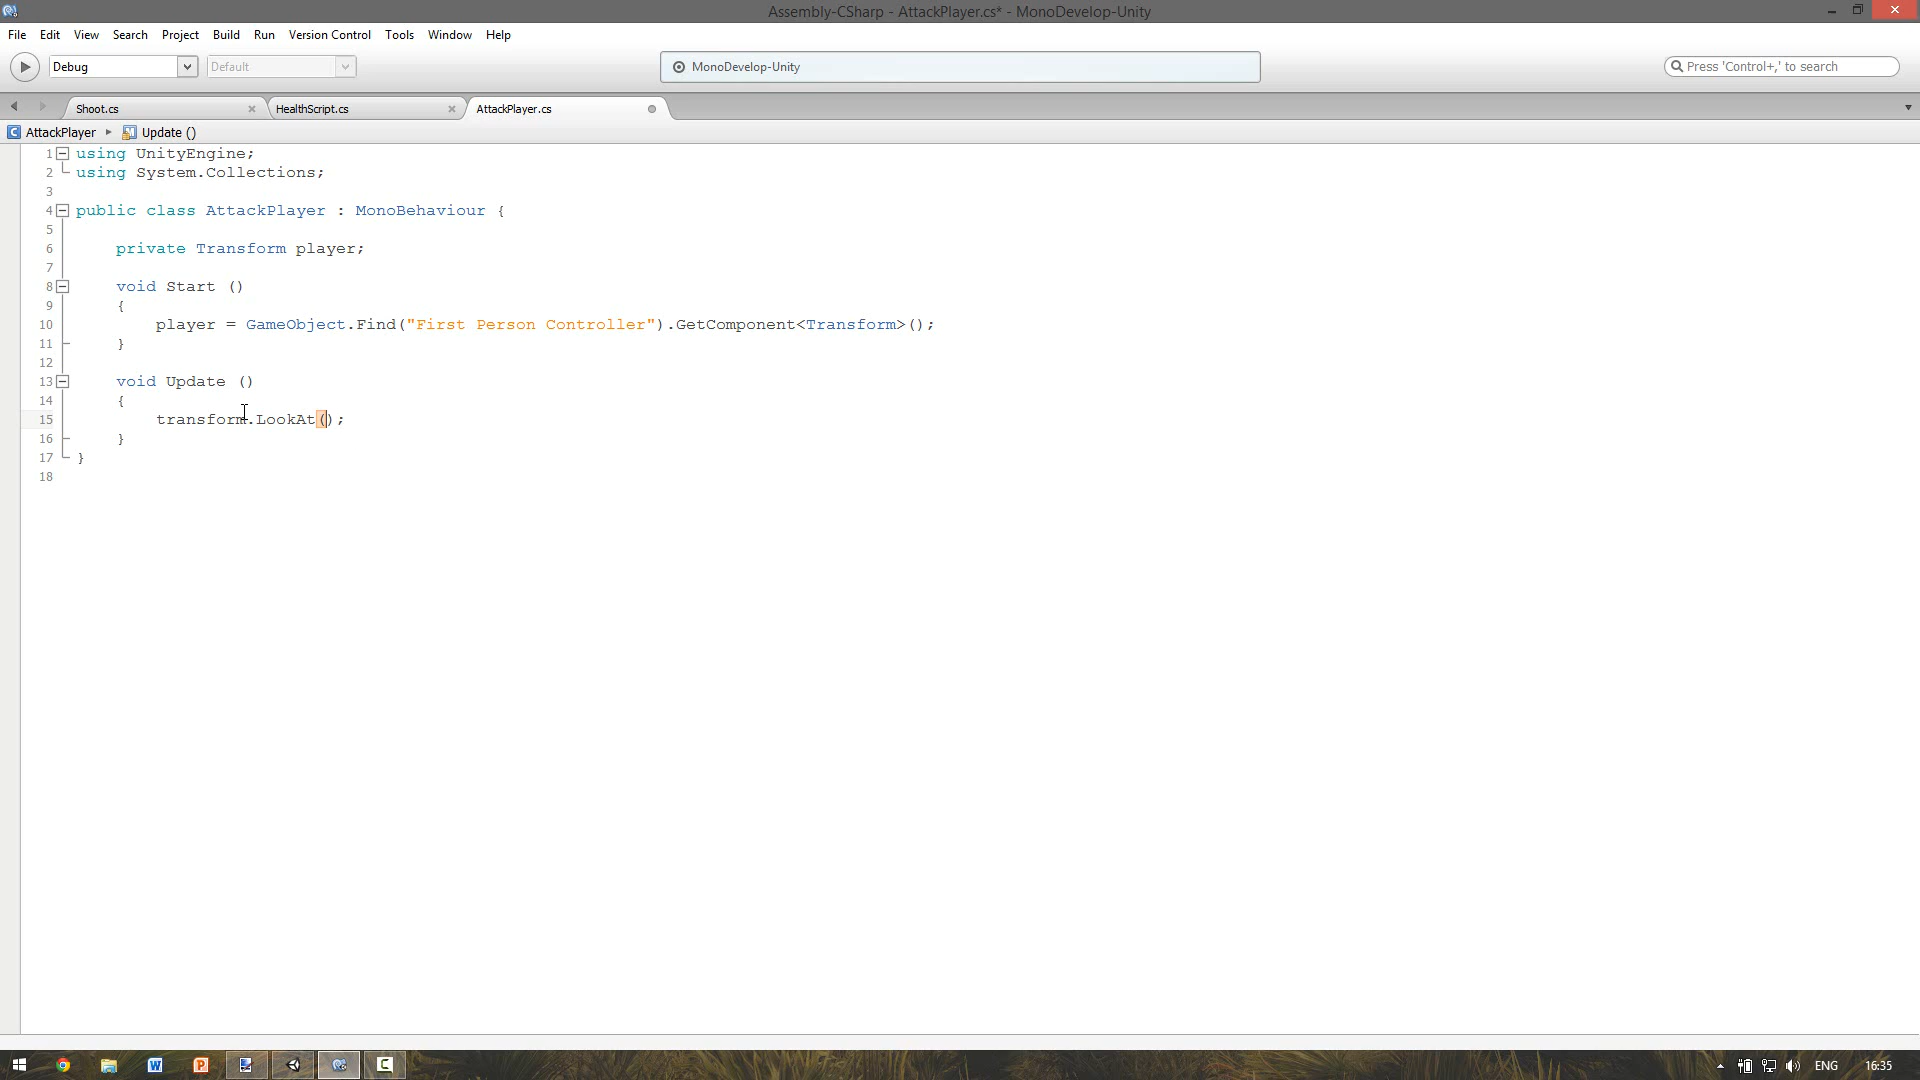 Assembly-CSharp - AttackPlayer.cs* - MonoDevelop-Unity
File Edit View Search Project Build Run Version Control Tools Window Help
Debug Default MonoDevelop-Unity Press 'Control+,' to search
Shoot.cs HealthScript.cs AttackPlayer.cs
AttackPlayer Update ()
1 using UnityEngine;
2 using System.Collections;
3
4 public class AttackPlayer : MonoBehaviour {
5
6 private Transform player;
7
8 void Start ()
9 {
10 player = GameObject.Find("First Person Controller").GetComponent<Transform>();
11 }
12
13 void Update ()
14 {
15 transform.LookAt();
16 }
17 }
18
ENG 16:35